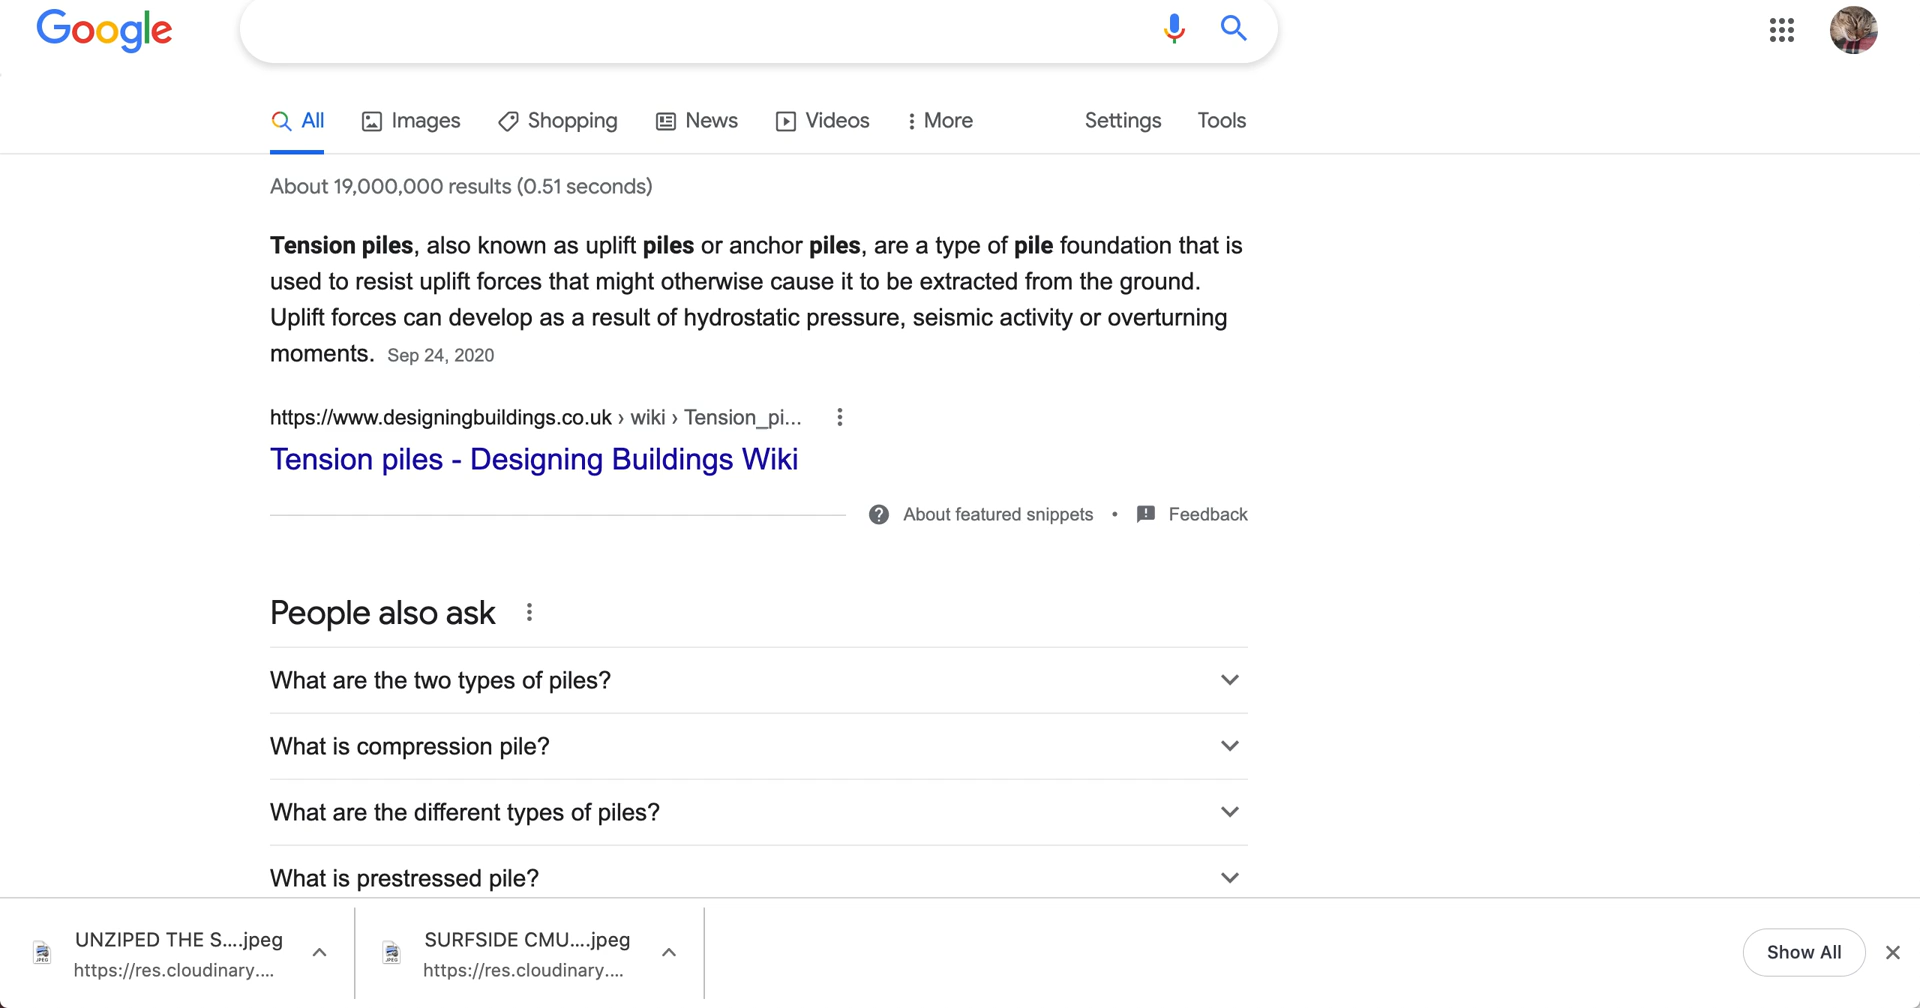 Google
All Images Shopping News Videos More Settings Tools
About 19,000,000 results (0.51 seconds)
Tension piles, also known as uplift piles or anchor piles, are a type of pile foundation that is
used to resist uplift forces that might otherwise cause it to be extracted from the ground.
Uplift forces can develop as a result of hydrostatic pressure, seismic activity or overturning
moments. Sep 24, 2020
https://www.designingbuildings.co.uk › wiki › Tension_pi...
Tension piles - Designing Buildings Wiki
About featured snippets • Feedback
People also ask
What are the two types of piles?
What is compression pile?
What are the different types of piles?
What is prestressed pile?
UNZIPED THE S....jpeg SURFSIDE CMU....jpeg Show All
https://res.cloudinary.... https://res.cloudinary....